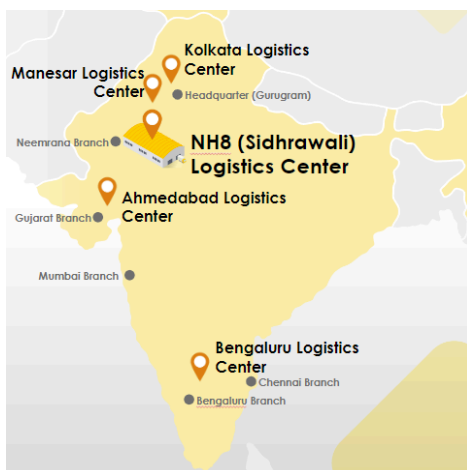 Kolkata Logistics
Center
Manesar Logistics
Center
Headquarter (Gurugram)
Neemrana Branch
NH8 (Sidhrawali)
Logistics Center
Ahmedabad Logistics
Center
Gujarat Branch
Mumbai Branch
Bengaluru Logistics
Center
Chennai Branch
Bengaluru Branch